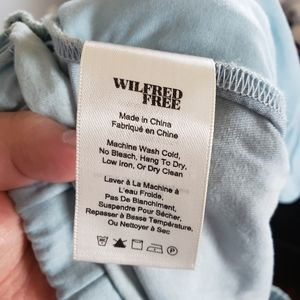 WILFRED
FREE
Made in China
Fabriqué en Chine
Machine Wash Cold,
No Bleach, Hang To Dry,
Low Iron, Or Dry Clean
Lever à La Machine à
L'eau Froide,
Pas De Blanchiment,
Suspendre Pour Sécher,
Repasser à Basse Température,
Ou Nettoyer à Sec